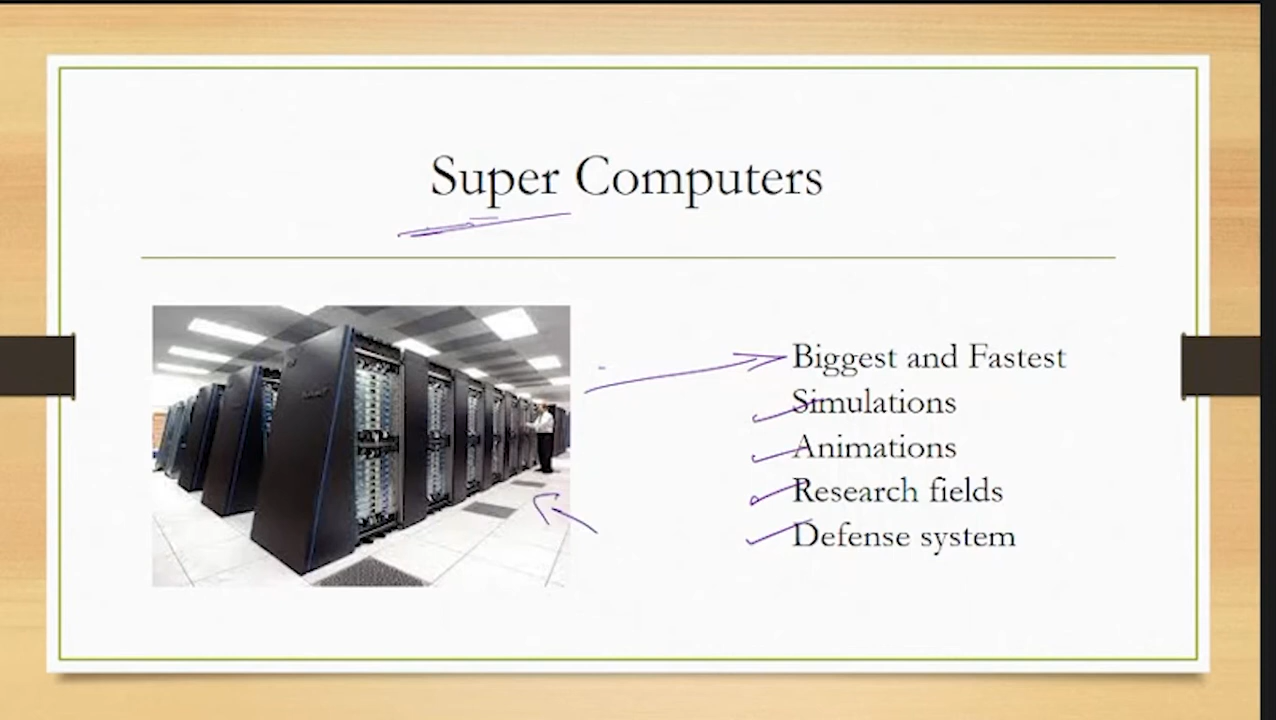 Super Computers
Biggest and Fastest
Simulations
Animations
Research fields
Defense system